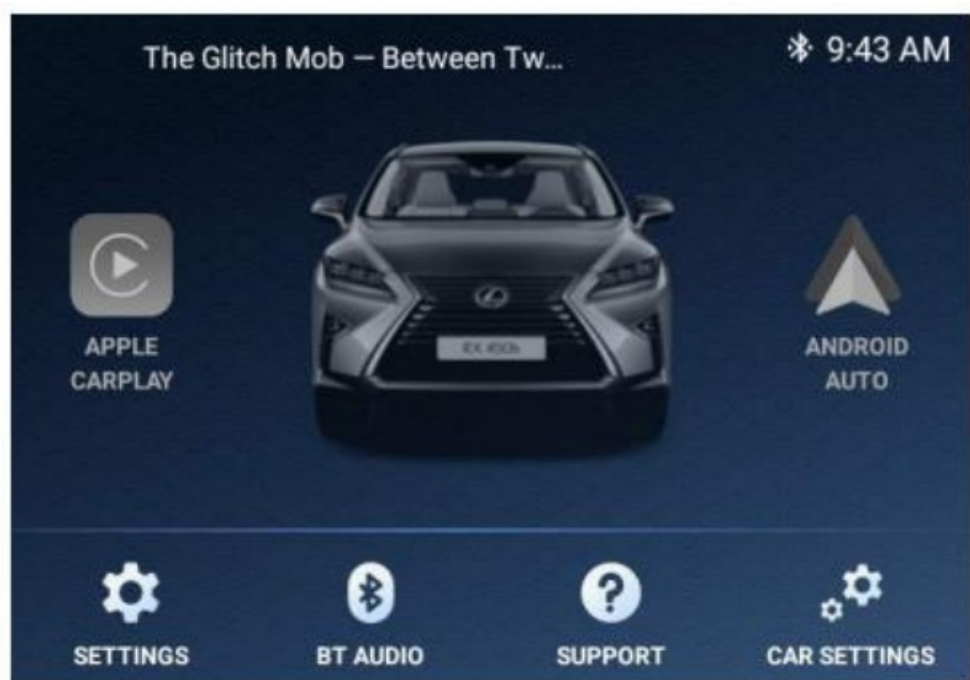 The Glitch Mob — Between Tw...
9:43 AM
APPLE
CARPLAY
ANDROID
AUTO
SETTINGS
BT AUDIO
SUPPORT
CAR SETTINGS